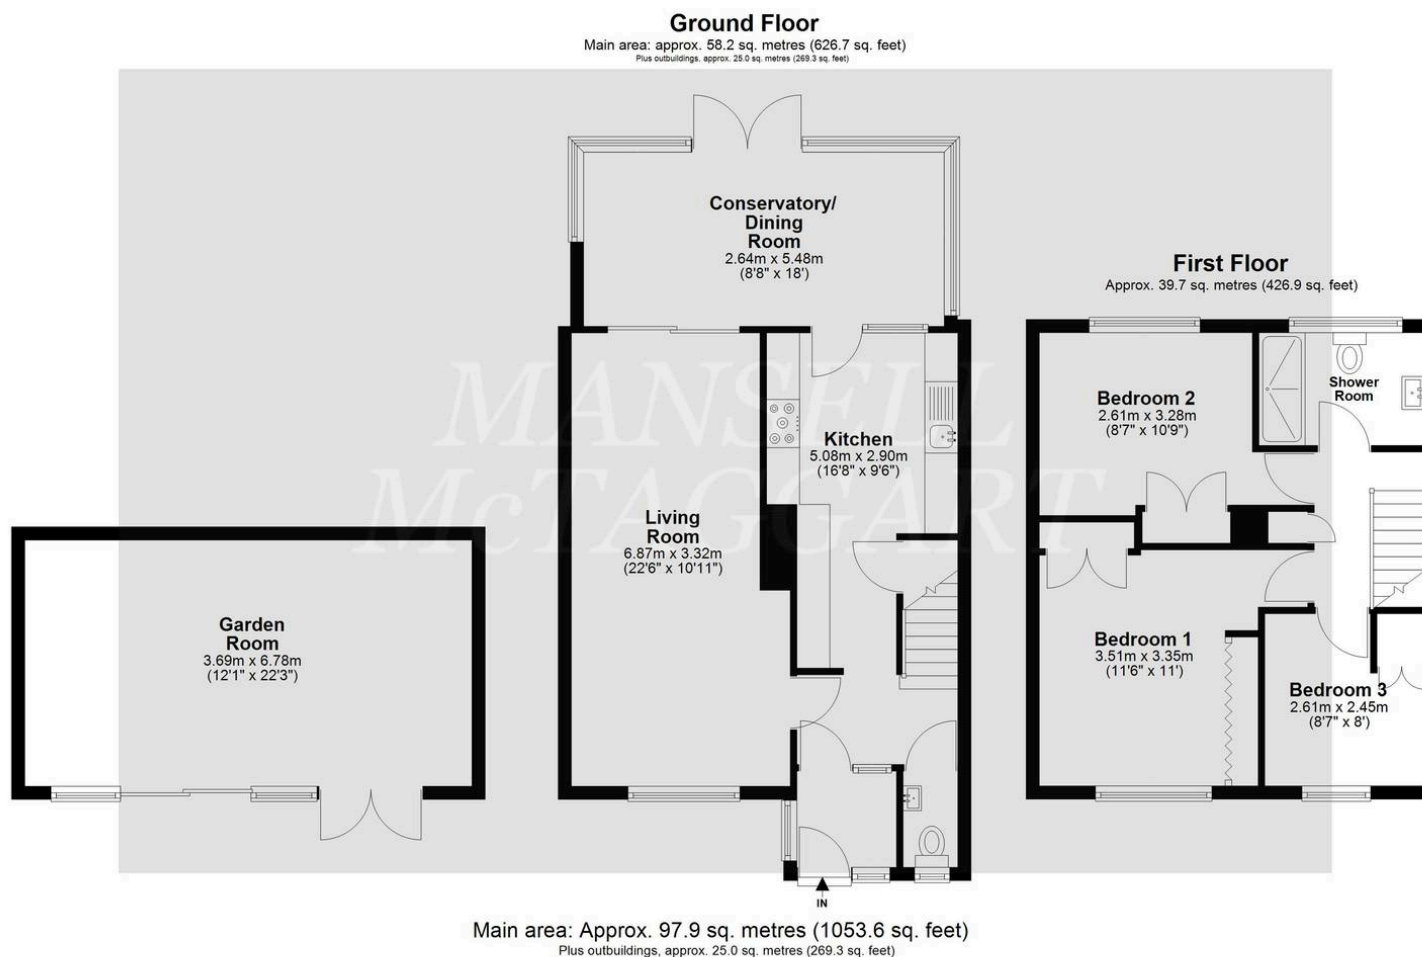 Ground Floor
Main area: approx. 58.2 sq. metres (626.7 sq. feet)
Plus outbuildings, approx. 25.0 sq. metres (269.3 sq. feet)
Conservatory/
Dining
Room
2.64m x 5.48m
(8'8" x 18')
First Floor
Approx. 39.7 sq. metres (426.9 sq. feet)
MANSELL
McTAGGART
Kitchen
5.08m x 2.90m
(16'8" x 9'6")
Living
Room
6.87m x 3.32m
(22'6" x 10'11")
Garden
Room
3.69m x 6.78m
(12'1" x 22'3")
IN
Bedroom 2
2.61m x 3.28m
(8'7" x 10'9")
Shower
Room
Bedroom 1
3.51m x 3.35m
(11'6" x 11')
Bedroom 3
2.61m x 2.45m
(8'7" x 8')
Main area: Approx. 97.9 sq. metres (1053.6 sq. feet)
Plus outbuildings, approx. 25.0 sq. metres (269.3 sq. feet)